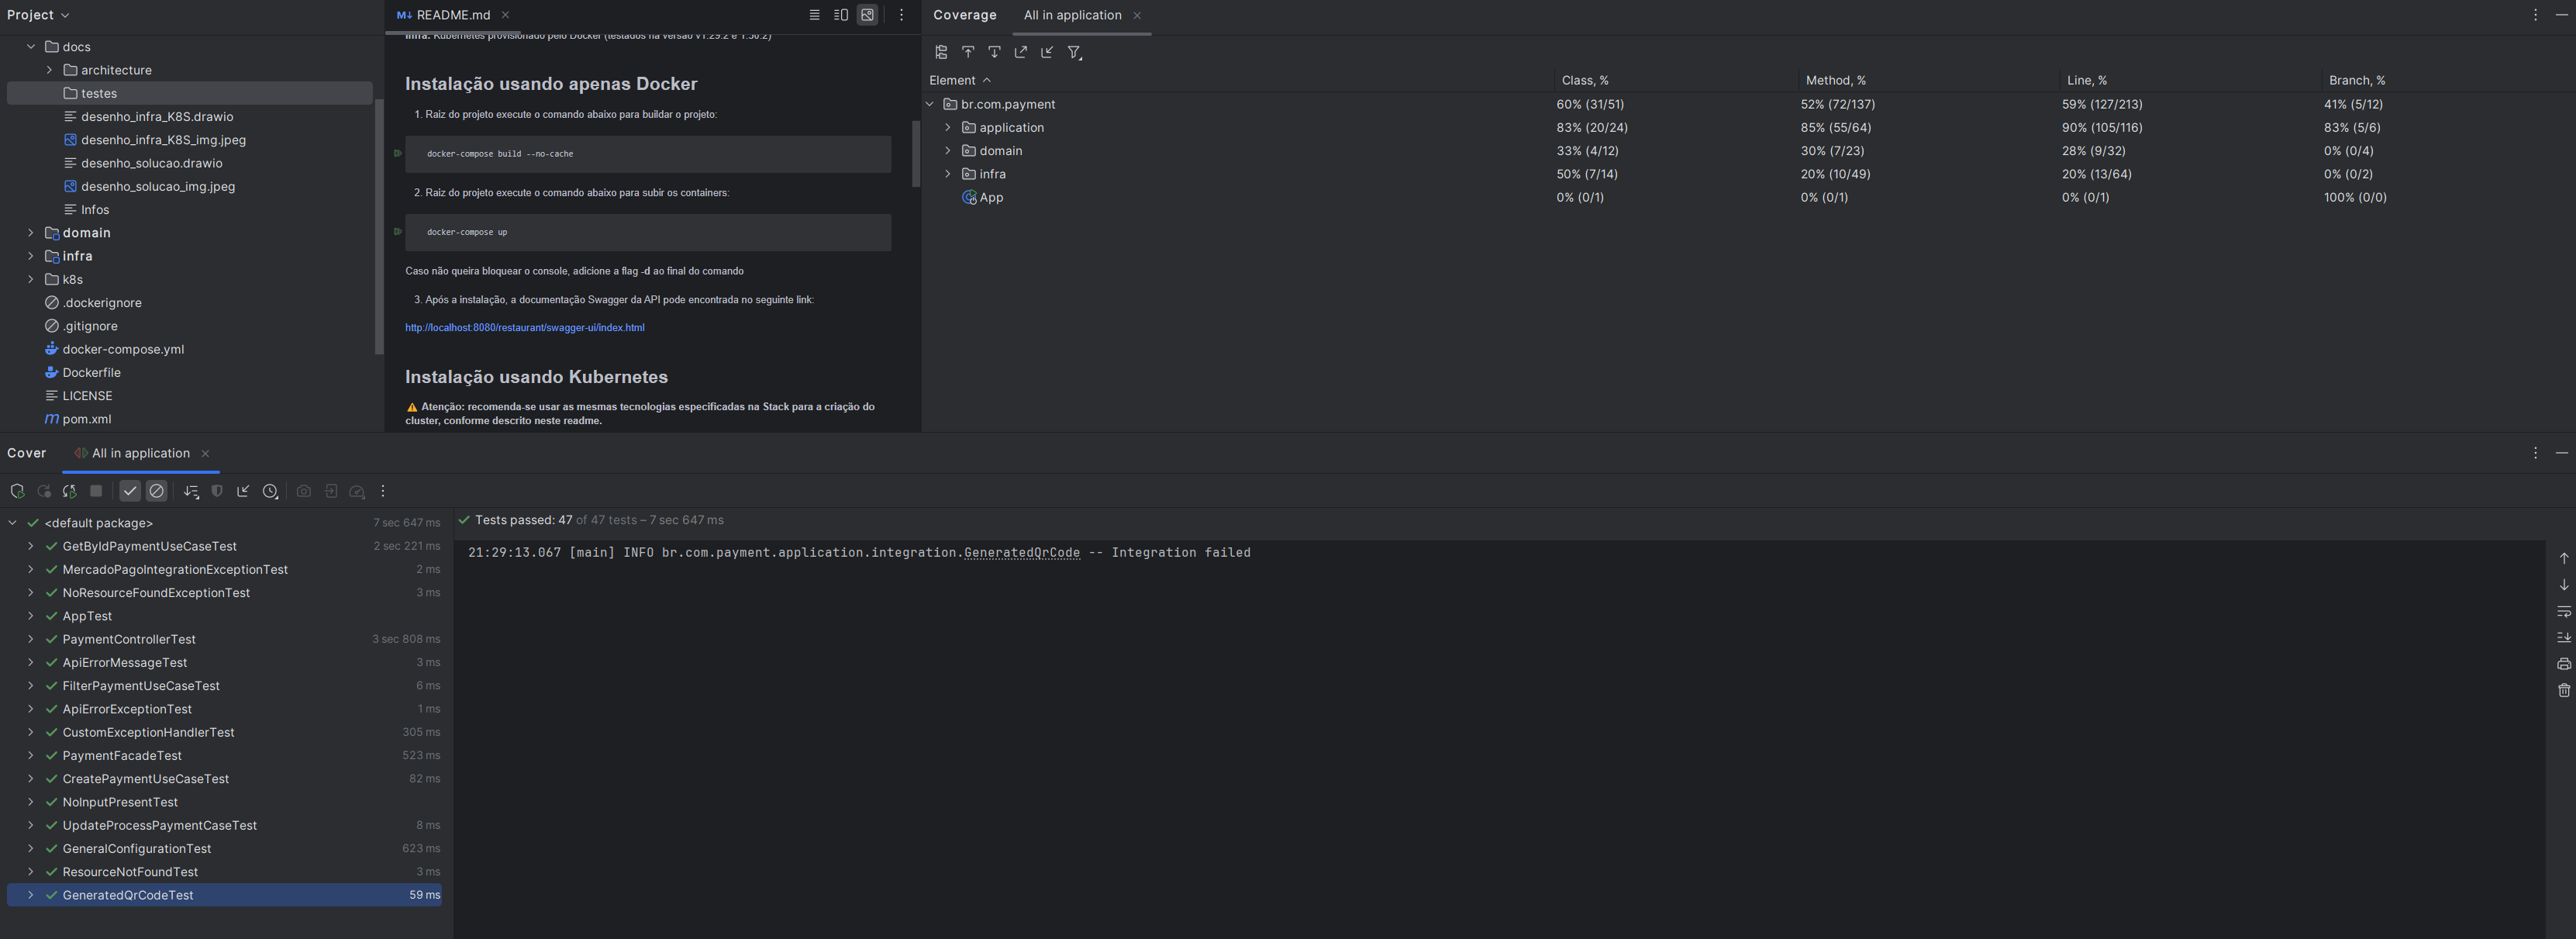 Project
docs
architecture
testes
desenho_infra_K8S.drawio
desenho_infra_K8S_img.jpeg
desenho_solucao.drawio
desenho_solucao_img.jpeg
Infos
domain
infra
k8s
.dockerignore
.gitignore
docker-compose.yml
Dockerfile
LICENSE
pom.xml
README.md
Infra: Kubernetes provisionado pelo Docker (testados na versão v1.29.2 e 1.30.2)
Instalação usando apenas Docker
1. Raiz do projeto execute o comando abaixo para buildar o projeto:
docker-compose build --no-cache
2. Raiz do projeto execute o comando abaixo para subir os containers:
docker-compose up
Caso não queira bloquear o console, adicione a flag -d ao final do comando
3. Após a instalação, a documentação Swagger da API pode encontrada no seguinte link:
http://localhost:8080/restaurant/swagger-ui/index.html
Instalação usando Kubernetes
⚠ Atenção: recomenda-se usar as mesmas tecnologias especificadas na Stack para a criação do
cluster, conforme descrito neste readme.
Coverage All in application
Element Class, % Method, % Line, % Branch, %
br.com.payment 60% (31/51) 52% (72/137) 59% (127/213) 41% (5/12)
application 83% (20/24) 85% (55/64) 90% (105/116) 83% (5/6)
domain 33% (4/12) 30% (7/23) 28% (9/32) 0% (0/4)
infra 50% (7/14) 20% (10/49) 20% (13/64) 0% (0/2)
App 0% (0/1) 0% (0/1) 0% (0/1) 100% (0/0)
Cover All in application
<default package> 7 sec 647 ms
GetByIdPaymentUseCaseTest 2 sec 221 ms
MercadoPagoIntegrationExceptionTest 2 ms
NoResourceFoundExceptionTest 3 ms
AppTest
PaymentControllerTest 3 sec 808 ms
ApiErrorMessageTest 3 ms
FilterPaymentUseCaseTest 6 ms
ApiErrorExceptionTest 1 ms
CustomExceptionHandlerTest 305 ms
PaymentFacadeTest 523 ms
CreatePaymentUseCaseTest 82 ms
NoInputPresentTest
UpdateProcessPaymentCaseTest 8 ms
GeneralConfigurationTest 623 ms
ResourceNotFoundTest 3 ms
GeneratedQrCodeTest 59 ms
Tests passed: 47 of 47 tests – 7 sec 647 ms
21:29:13.067 [main] INFO br.com.payment.application.integration.GeneratedQrCode -- Integration failed